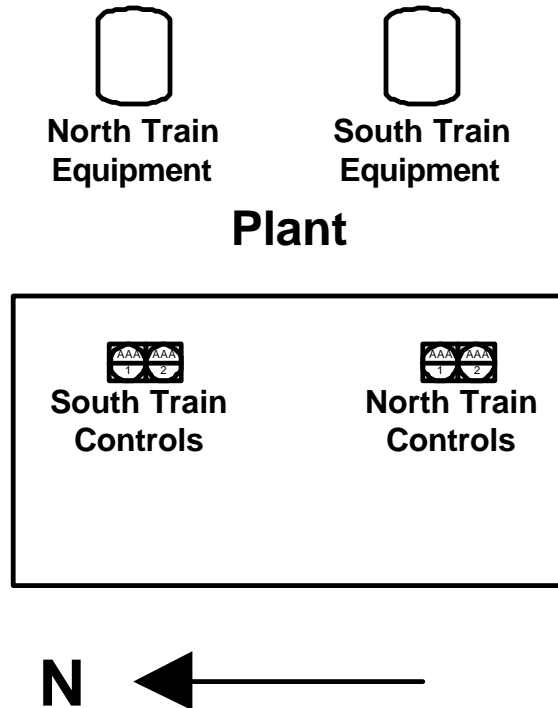 North Train
Equipment
South Train
Equipment
Plant
AAA AAA
1 2
South Train
Controls
AAA AAA
1 2
North Train
Controls
N